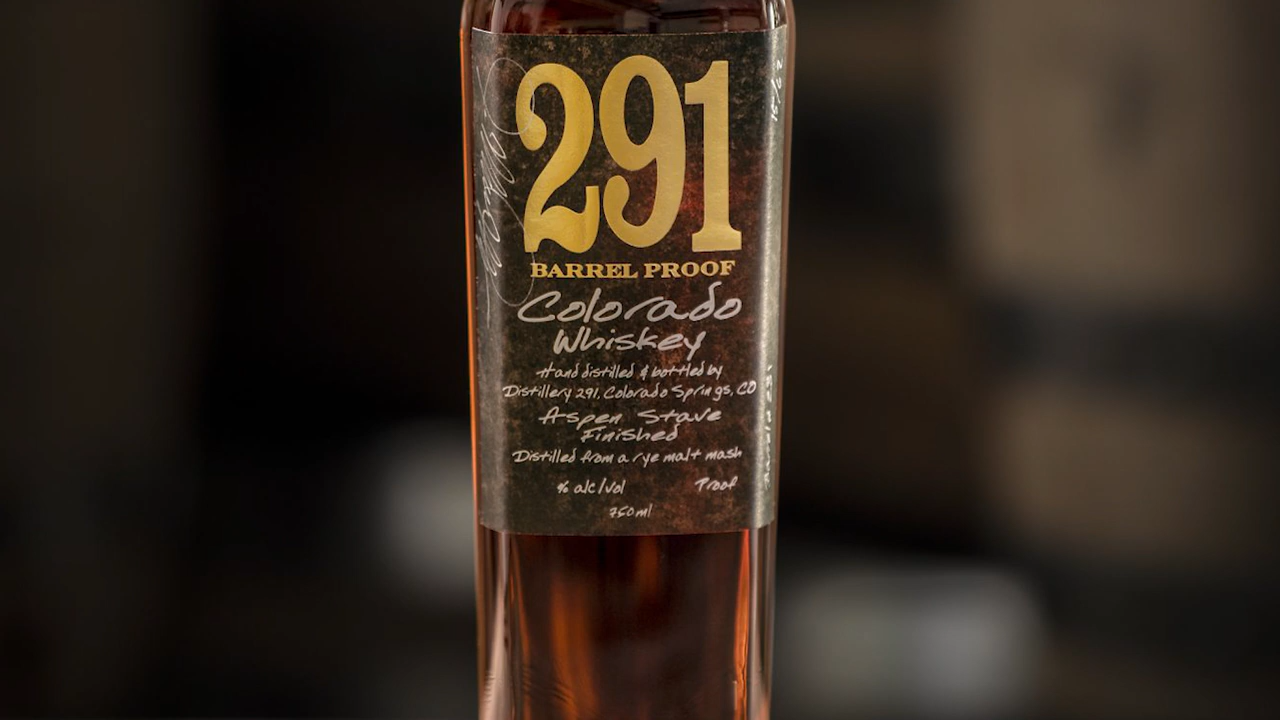 291
BARREL PROOF
Colorado
Whiskey
Hand distilled & bottled by
Distillery 291, Colorado Springs, CO
Aspen Stave
Finished
Distilled from a rye malt mash
% alc/vol Proof
750ml